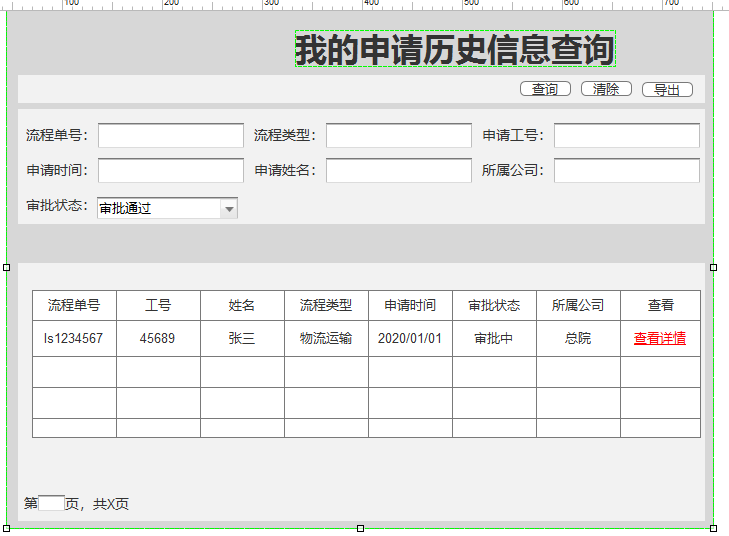 100 200 300 400 500 600 700
我的申请历史信息查询
查询 清除 导出
流程单号： 流程类型： 申请工号：
申请时间： 申请姓名： 所属公司：
审批状态： 审批通过
流程单号 工号 姓名 流程类型 申请时间 审批状态 所属公司 查看
ls1234567 45689 张三 物流运输 2020/01/01 审批中 总院 查看详情
第 页，共X页